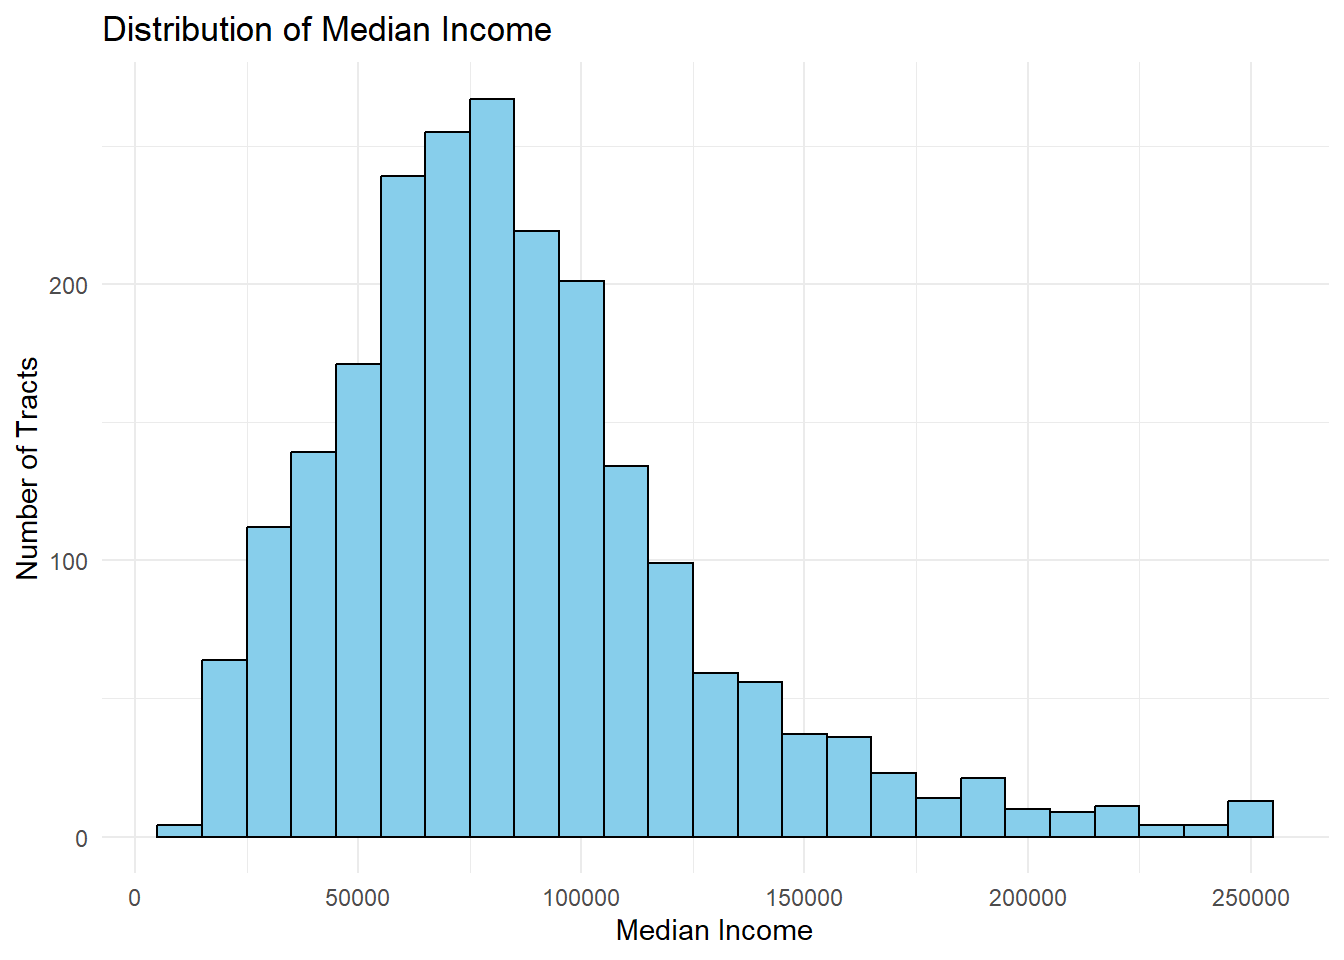 Distribution of Median Income
Number of Tracts
200
100
0
0 50000 100000 150000 200000 250000
Median Income